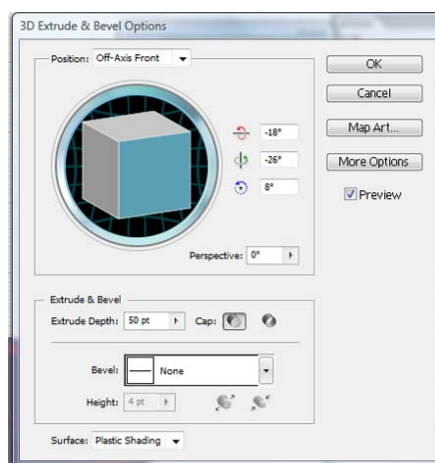 3D Extrude & Bevel Options
Position: Off-Axis Front
OK
Cancel
Map Art...
More Options
Preview
-18°
-26°
8°
Perspective: 0°
Extrude & Bevel
Extrude Depth: 50 pt Cap:
Bevel: None
Height: 4 pt
Surface: Plastic Shading